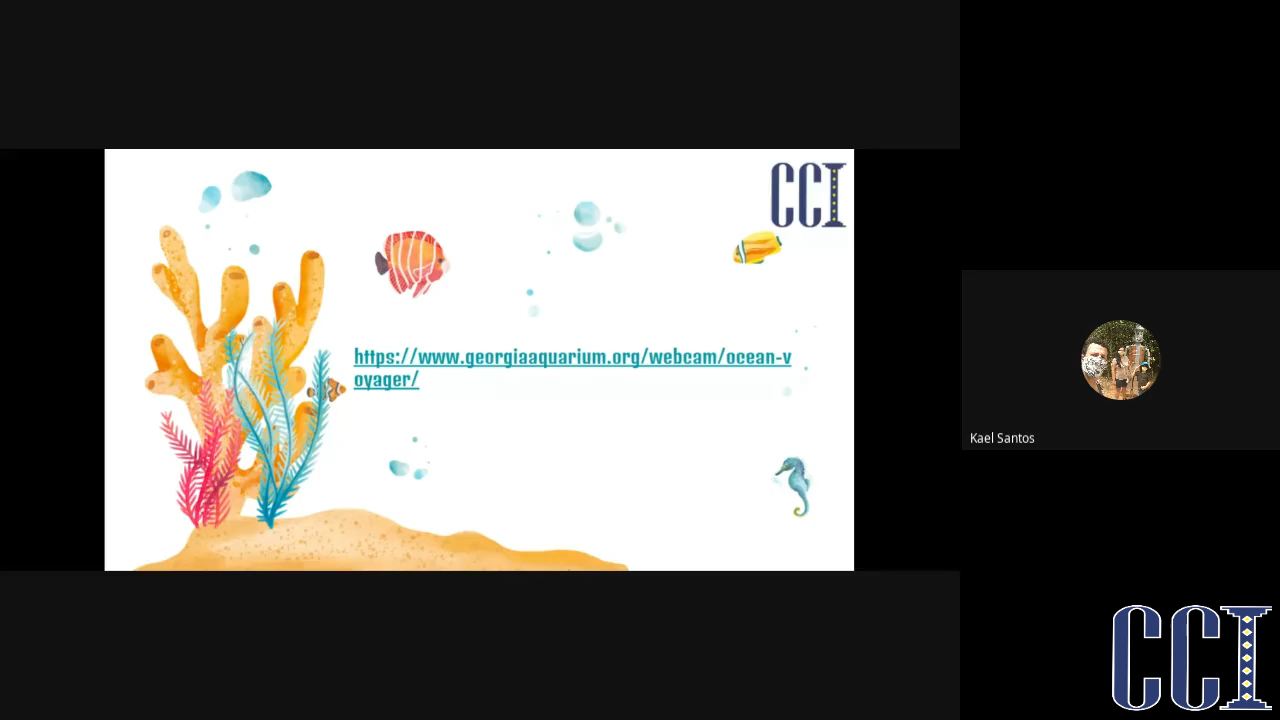 CCI
https://www.georgiaaquarium.org/webcam/ocean-v
oyager/
Kael Santos
CCI